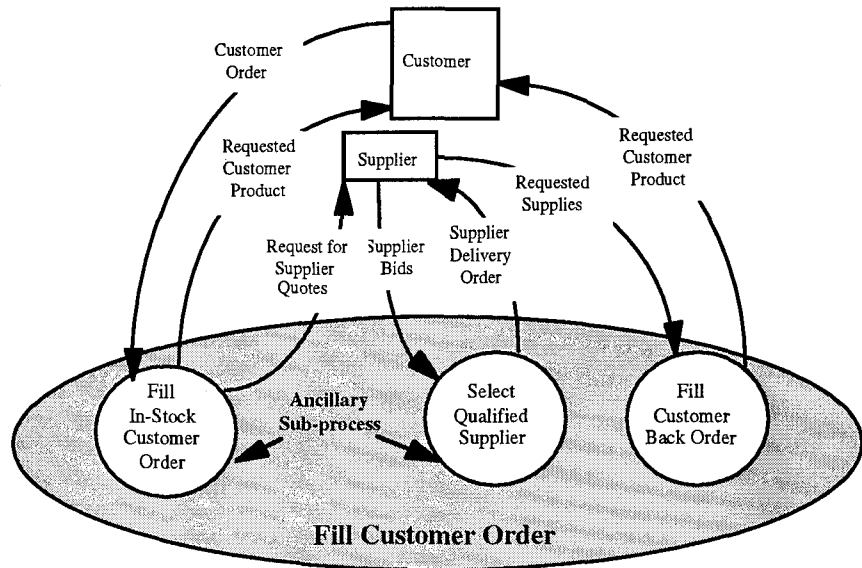 Customer
Order
Customer
Requested
Customer
Product
Supplier
Requested
Supplies
Requested
Customer
Product
Request for
Supplier
Quotes
Supplier
Bids
Supplier
Delivery
Order
Fill
In-Stock
Customer
Order
Ancillary
Sub-process
Select
Qualified
Supplier
Fill
Customer
Back Order
Fill Customer Order